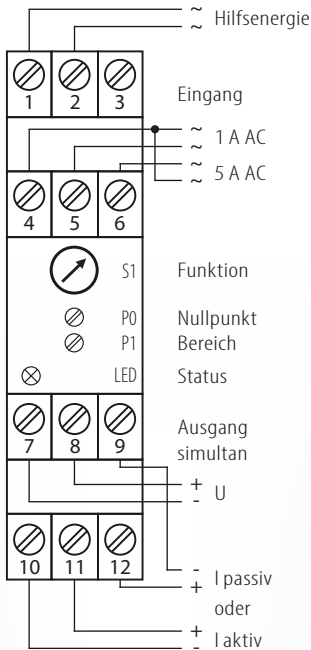 ~
~ Hilfsenergie
1 2 3
Eingang
~ 1 A AC
~
~ 5 A AC
~
4 5 6
S1 Funktion
P0 Nullpunkt
P1 Bereich
LED Status
7 8 9
Ausgang
simultan
+ U
-
10 11 12
- I passiv
+
oder
+ I aktiv
-